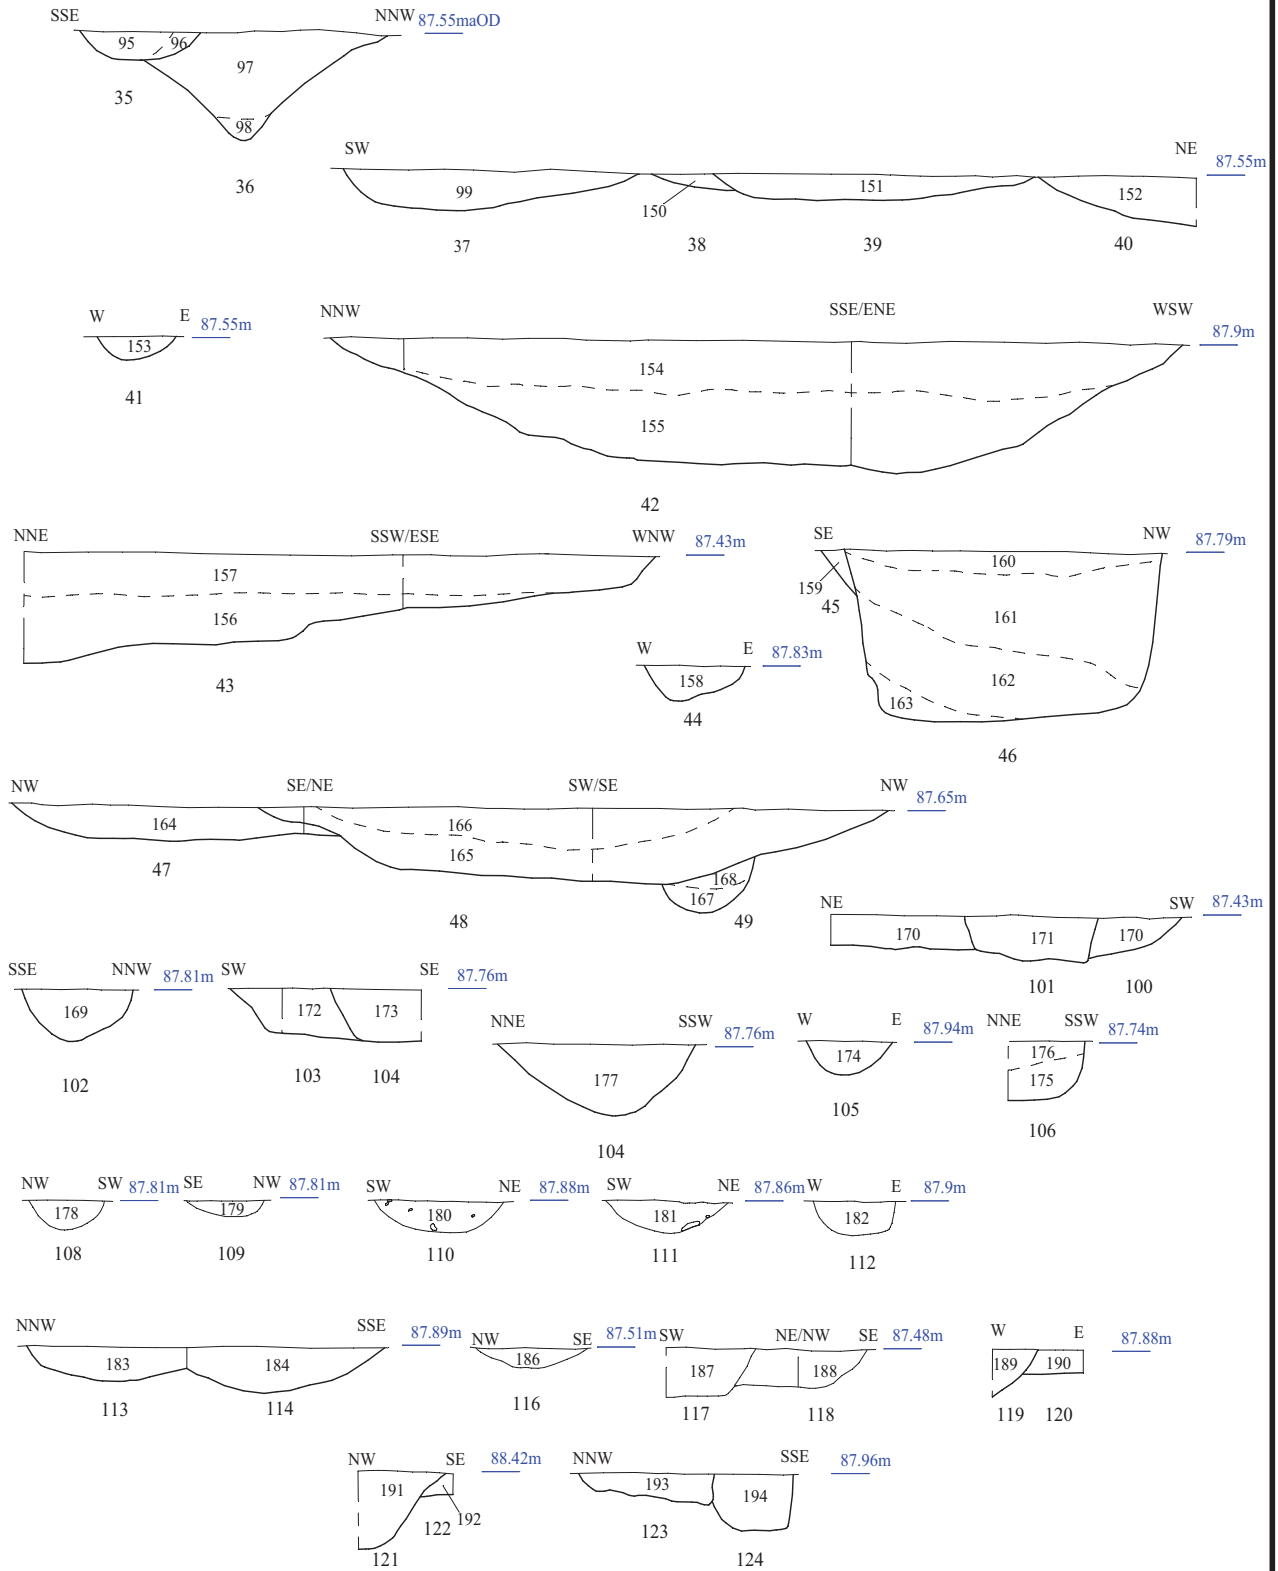 SSE NNW 87.55maOD
95 96 97
35 98
36
SW NE 87.55m
99 150 151 152
37 38 39 40
W E 87.55m
153
41
NNW SSE/ENE WSW 87.9m
154
155
42
NNE SSW/ESE WNW 87.43m
157
156
43
W E 87.83m
158
44
SE NW 87.79m
159 160
45 161
162
163
46
NW SE/NE SW/SE NW 87.65m
164 166
165 168
167
47 48 49
NE SW 87.43m
170 171 170
101 100
SSE NNW 87.81m
169
102
SW SE 87.76m
172 173
103 104
NNE SSW 87.76m
177
104
W E 87.94m
174
105
NNE SSW 87.74m
176
175
106
NW SW 87.81m
178
108
SE NW 87.81m
179
109
SW NE 87.88m
180
110
SW NE 87.86m
181
111
W E 87.9m
182
112
NNW SSE 87.89m
183 184
113 114
NW SE 87.51m
186
116
SW NE/NW SE 87.48m
187 188
117 118
W E 87.88m
189 190
119 120
NW SE 88.42m
191 192
122
121
NNW SSE 87.96m
193 194
123 124